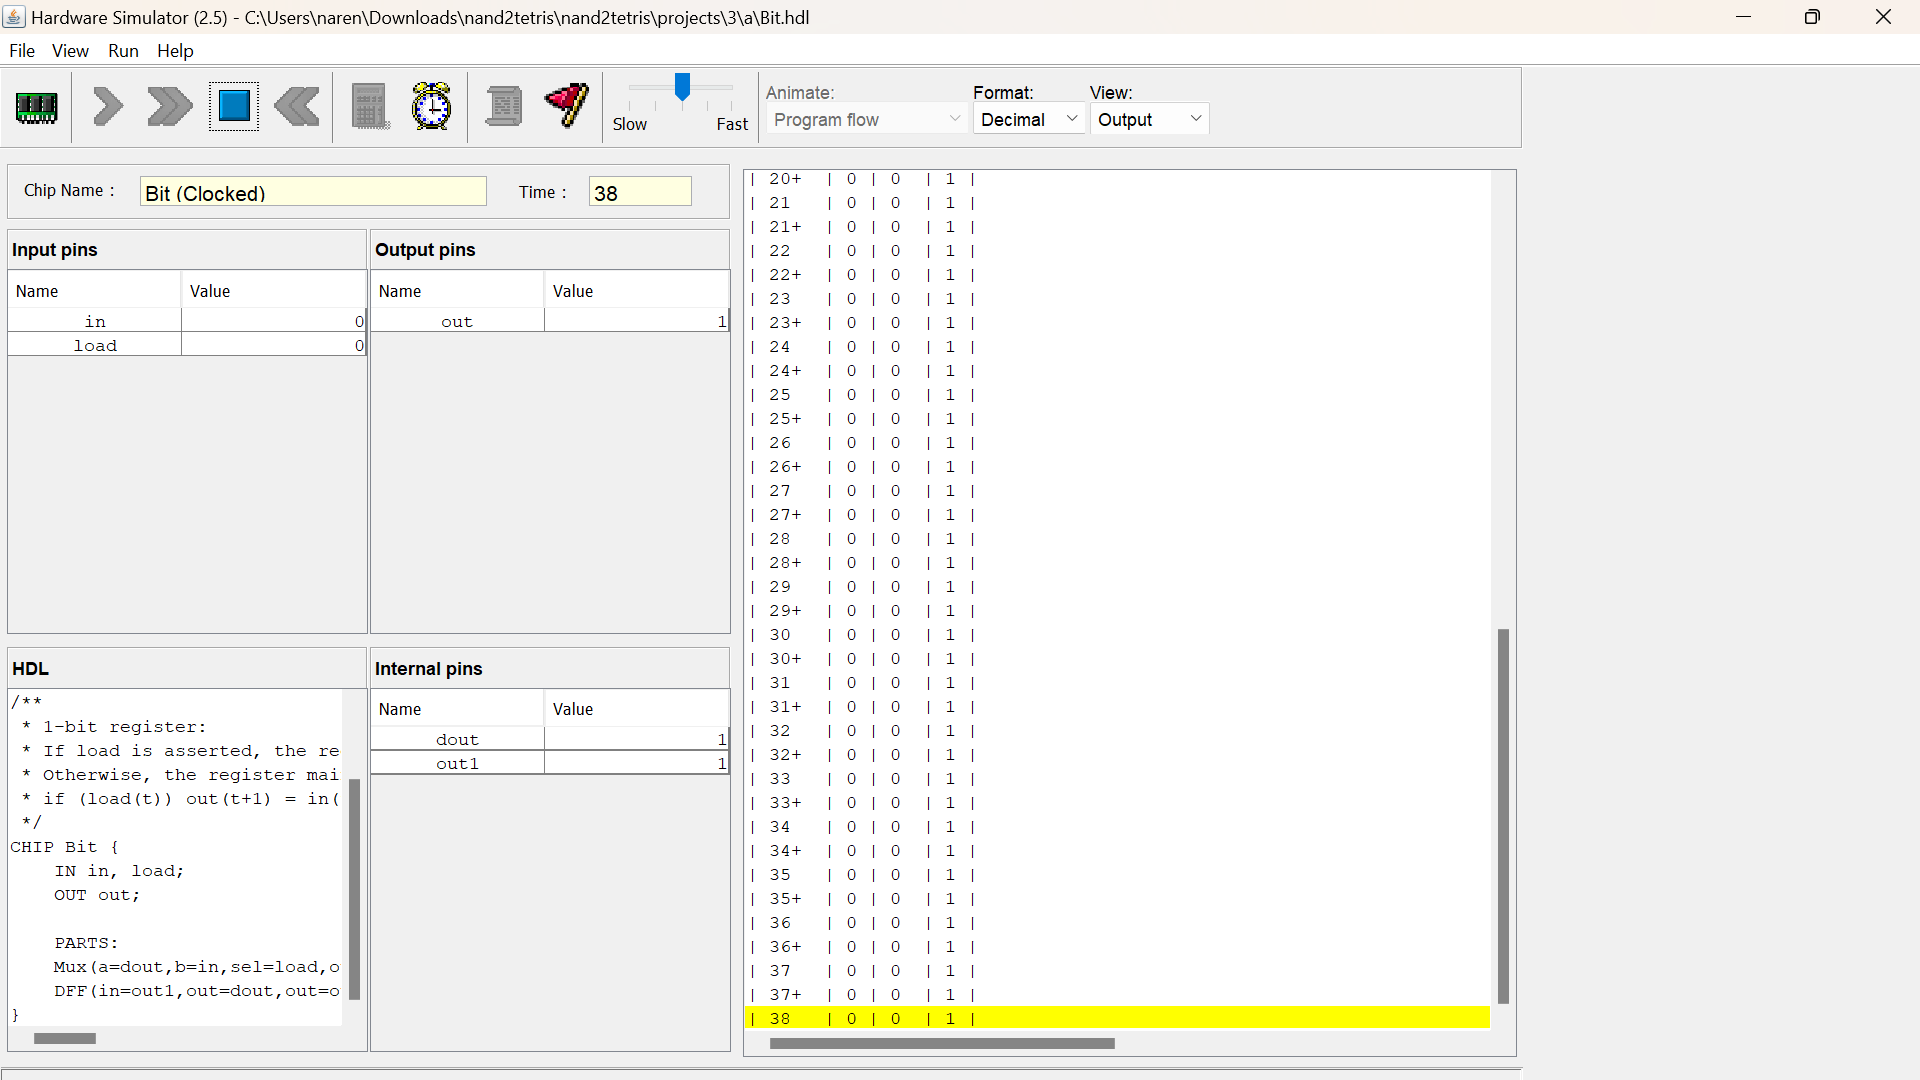 Hardware Simulator (2.5) - C:\Users\naren\Downloads\nand2tetris\nand2tetris\projects\3\a\Bit.hdl
File View Run Help
Slow Fast
Animate:
Program flow
Format:
Decimal
View:
Output
Chip Name :
Bit (Clocked)
Time :
38
Input pins
Name Value
in 0
load 0
Output pins
Name Value
out 1
HDL
/**
* 1-bit register:
* If load is asserted, the re
* Otherwise, the register mai
* if (load(t)) out(t+1) = in(
*/
CHIP Bit {
IN in, load;
OUT out;
PARTS:
Mux(a=dout,b=in,sel=load,o
DFF(in=out1,out=dout,out=o
}
Internal pins
Name Value
dout 1
out1 1
| 20+ | 0 | 0 | 1 |
| 21 | 0 | 0 | 1 |
| 21+ | 0 | 0 | 1 |
| 22 | 0 | 0 | 1 |
| 22+ | 0 | 0 | 1 |
| 23 | 0 | 0 | 1 |
| 23+ | 0 | 0 | 1 |
| 24 | 0 | 0 | 1 |
| 24+ | 0 | 0 | 1 |
| 25 | 0 | 0 | 1 |
| 25+ | 0 | 0 | 1 |
| 26 | 0 | 0 | 1 |
| 26+ | 0 | 0 | 1 |
| 27 | 0 | 0 | 1 |
| 27+ | 0 | 0 | 1 |
| 28 | 0 | 0 | 1 |
| 28+ | 0 | 0 | 1 |
| 29 | 0 | 0 | 1 |
| 29+ | 0 | 0 | 1 |
| 30 | 0 | 0 | 1 |
| 30+ | 0 | 0 | 1 |
| 31 | 0 | 0 | 1 |
| 31+ | 0 | 0 | 1 |
| 32 | 0 | 0 | 1 |
| 32+ | 0 | 0 | 1 |
| 33 | 0 | 0 | 1 |
| 33+ | 0 | 0 | 1 |
| 34 | 0 | 0 | 1 |
| 34+ | 0 | 0 | 1 |
| 35 | 0 | 0 | 1 |
| 35+ | 0 | 0 | 1 |
| 36 | 0 | 0 | 1 |
| 36+ | 0 | 0 | 1 |
| 37 | 0 | 0 | 1 |
| 37+ | 0 | 0 | 1 |
| 38 | 0 | 0 | 1 |